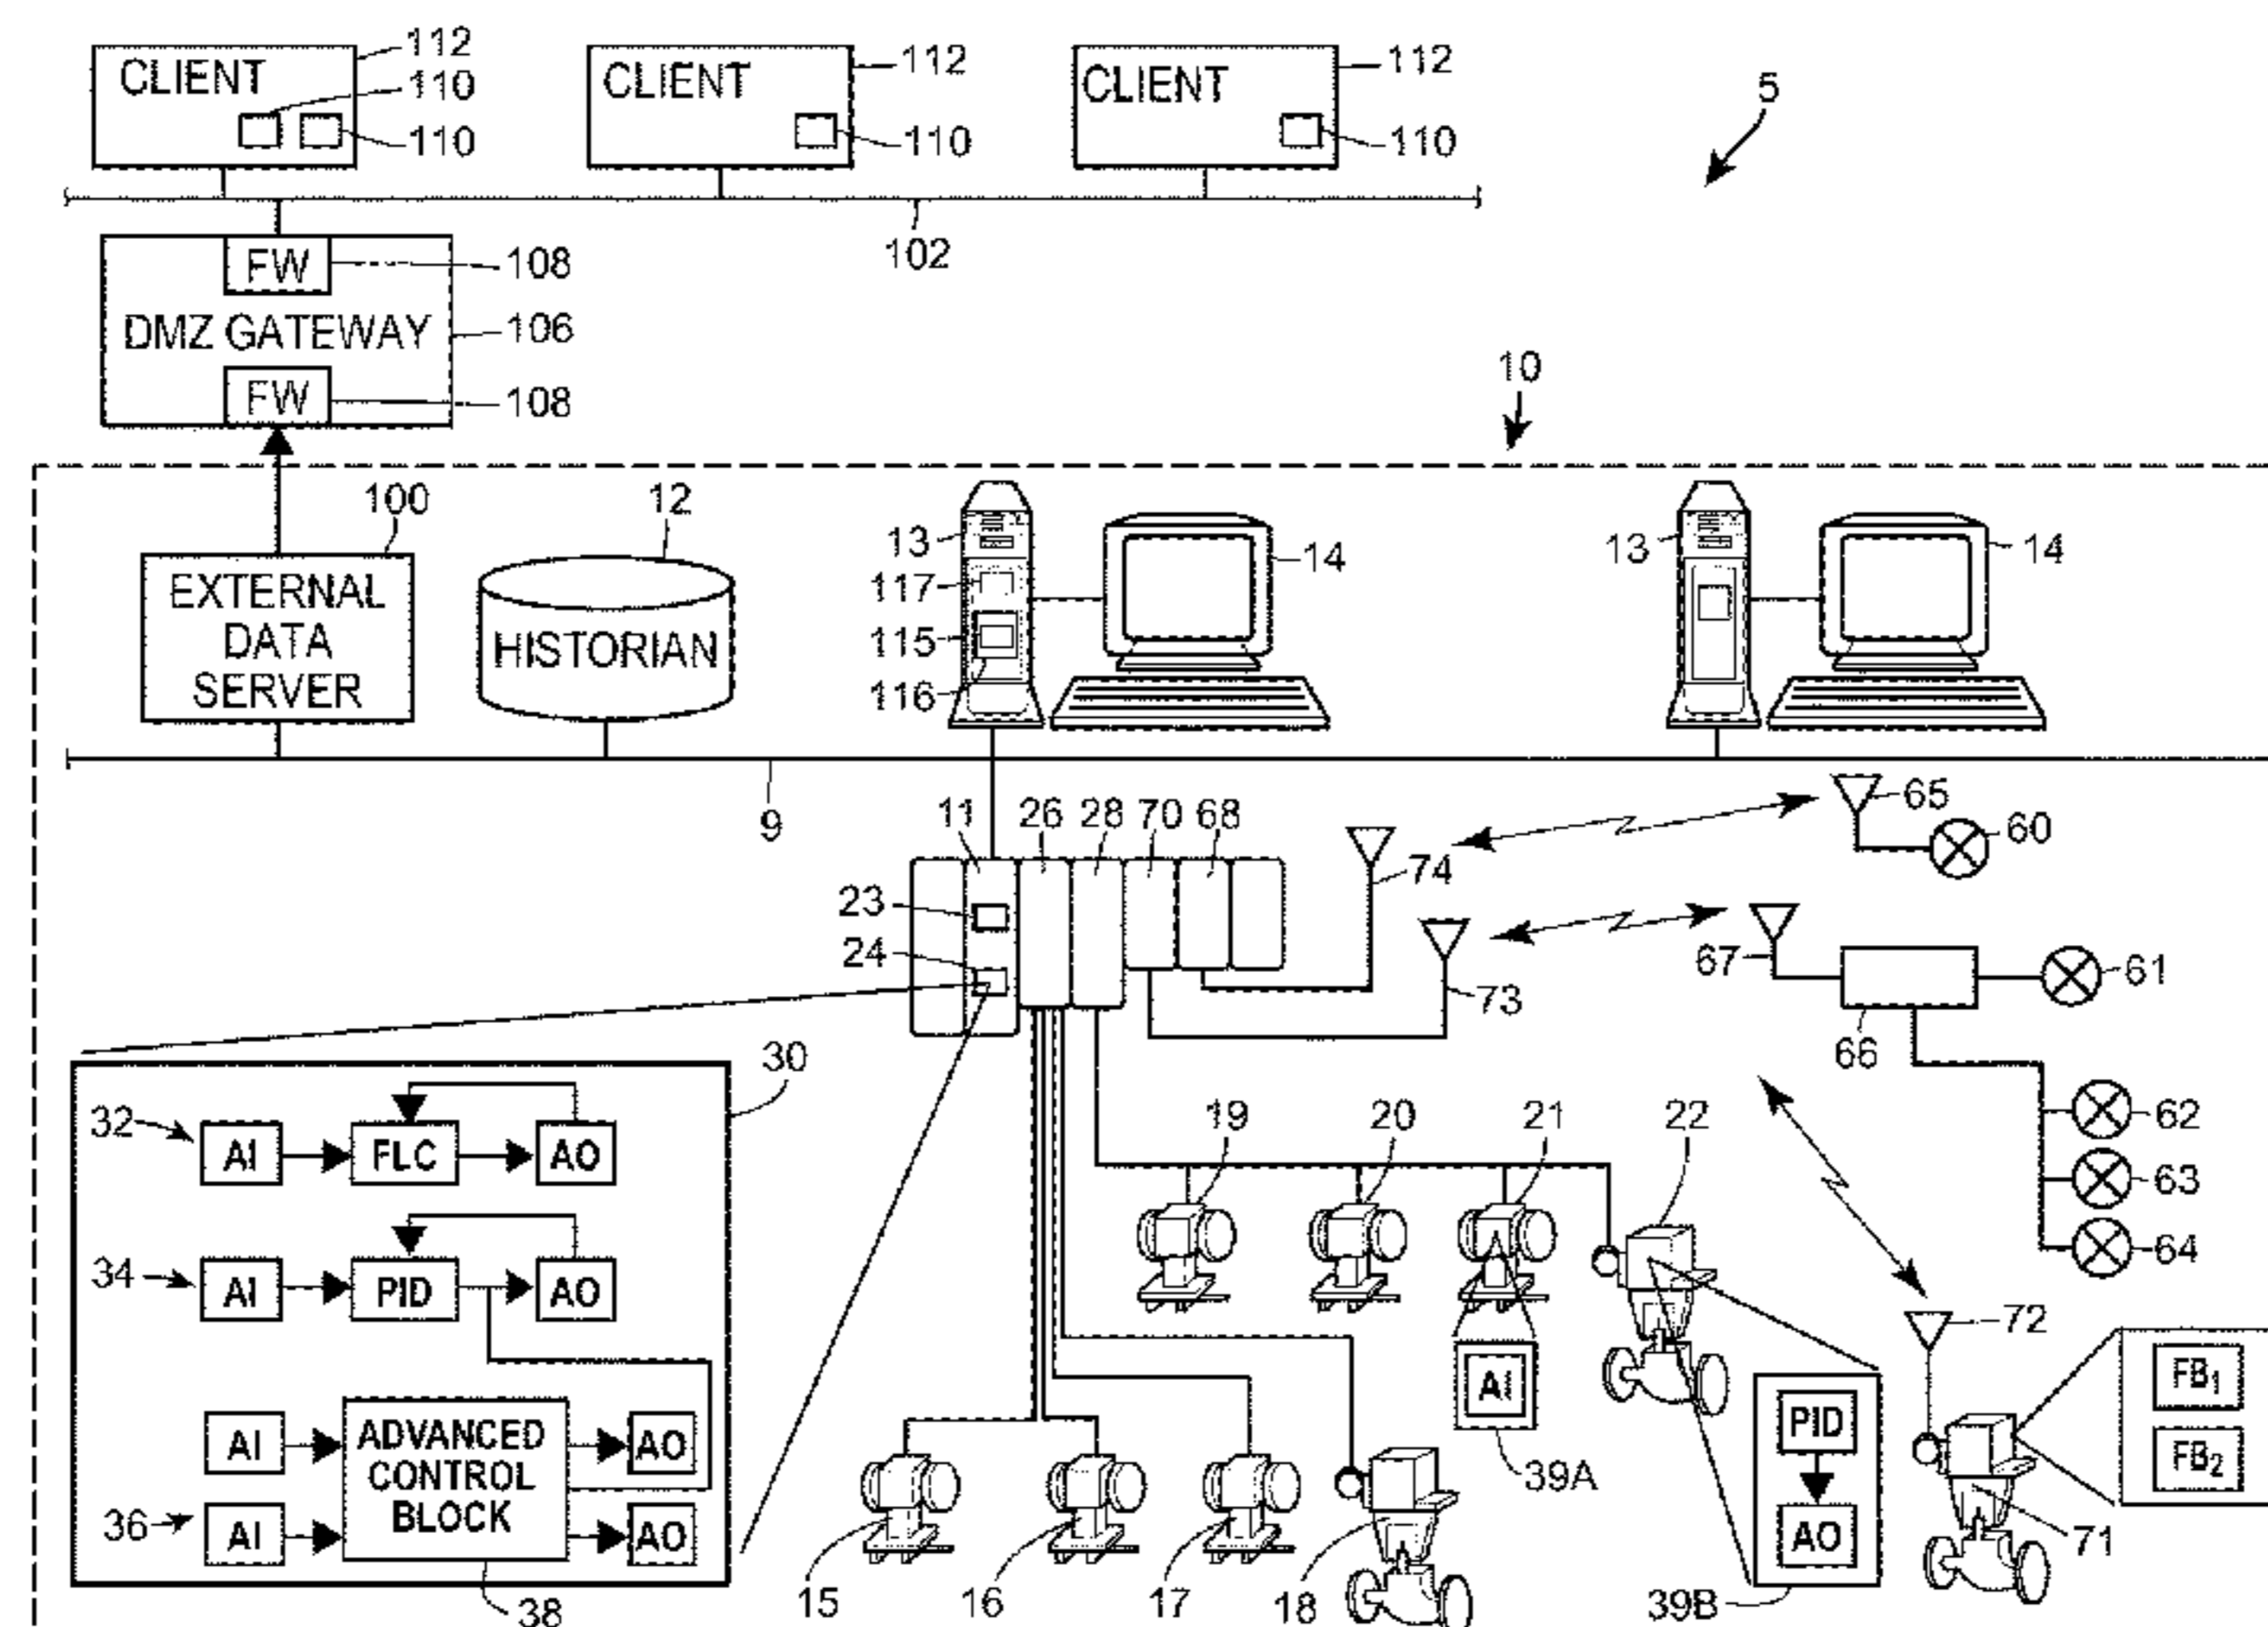 CLIENT
112
110
110
CLIENT
112
110
CLIENT
112
110
5
102
FW
108
DMZ GATEWAY
106
FW
108
10
100
EXTERNAL
DATA
SERVER
12
HISTORIAN
13
117
115
116
14
13
14
9
11
26
28
70
68
23
24
74
73
65
60
67
61
66
62
63
64
30
32
AI
FLC
AO
34
AI
PID
AO
AI
ADVANCED
CONTROL
BLOCK
AO
36
AI
AO
38
19
20
21
22
AI
39A
15
16
17
18
PID
AO
39B
72
FB1
FB2
71